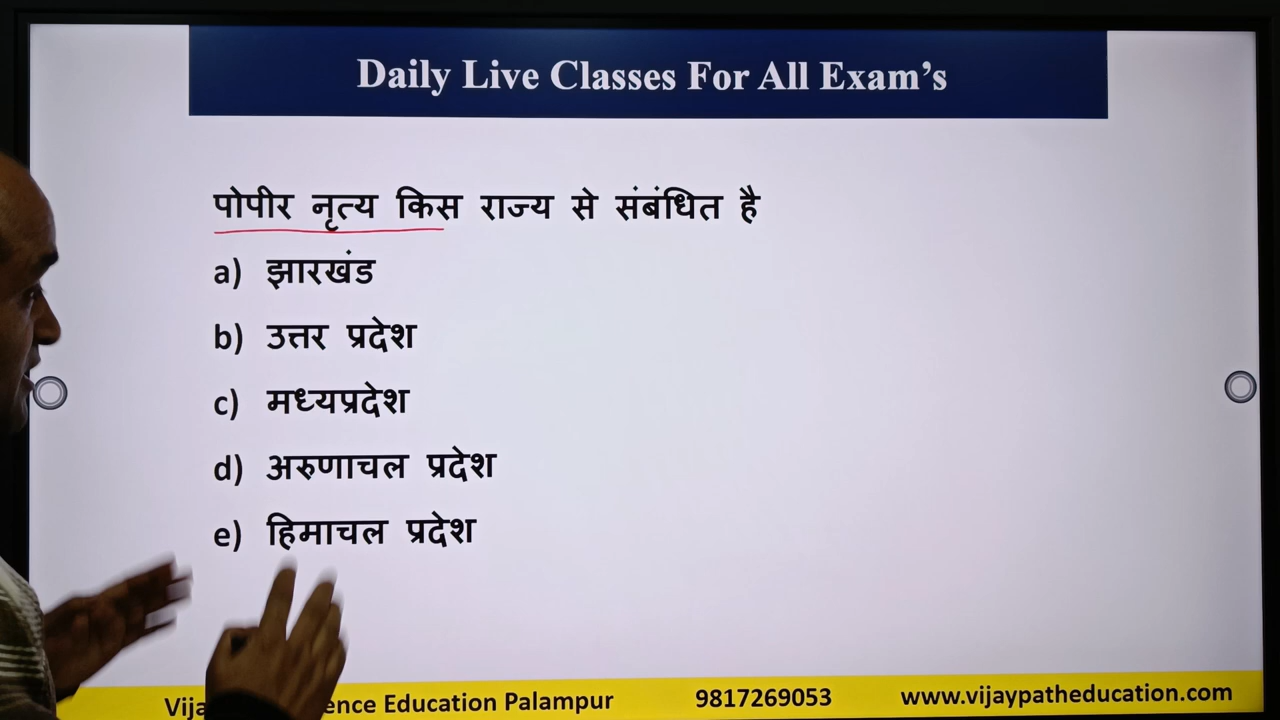 Daily Live Classes For All Exam’s
पोपीर नृत्य किस राज्य से संबंधित है
a) झारखंड
b) उत्तर प्रदेश
c) मध्यप्रदेश
d) अरुणाचल प्रदेश
e) हिमाचल प्रदेश
Education Palampur 9817269053 www.vijaypatheducation.com